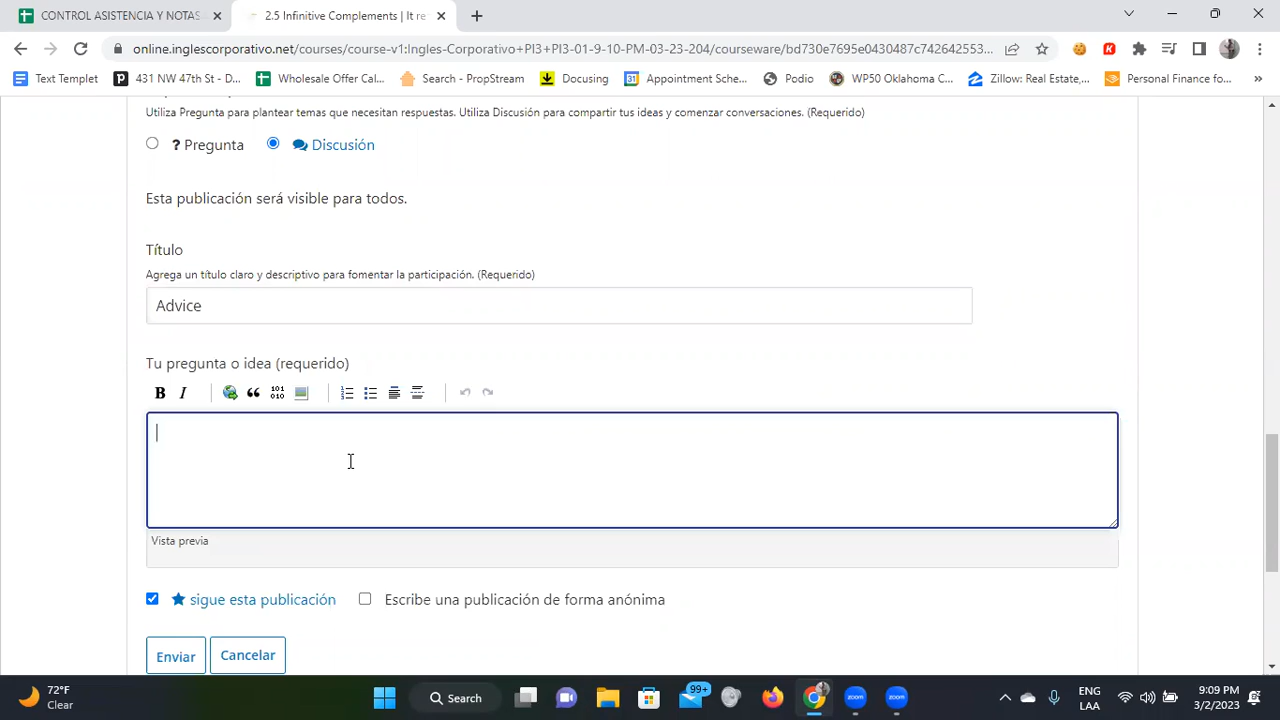 CONTROL ASISTENCIA Y NOTAS
2.5 Infinitive Complements | It re
online.inglescorporativo.net/courses/course-v1:Ingles-Corporativo+PI3+PI3-01-9-10-PM-03-23-204/courseware/bd730e7695e0430487c742642553...
Text Templet
431 NW 47th St - D...
Wholesale Offer Cal...
Search - PropStream
Docusing
Appointment Sche...
Podio
WP50 Oklahoma C...
Zillow: Real Estate,...
Personal Finance fo...
»
Utiliza Pregunta para plantear temas que necesitan respuestas. Utiliza Discusión para compartir tus ideas y comenzar conversaciones. (Requerido)
? Pregunta
Discusión
Esta publicación será visible para todos.
Título
Agrega un título claro y descriptivo para fomentar la participación. (Requerido)
Advice
Tu pregunta o idea (requerido)
B I
101
010
Vista previa
sigue esta publicación
Escribe una publicación de forma anónima
Enviar
Cancelar
72°F
Clear
Search
99+
zoom
zoom
ENG
LAA
9:09 PM
3/2/2023